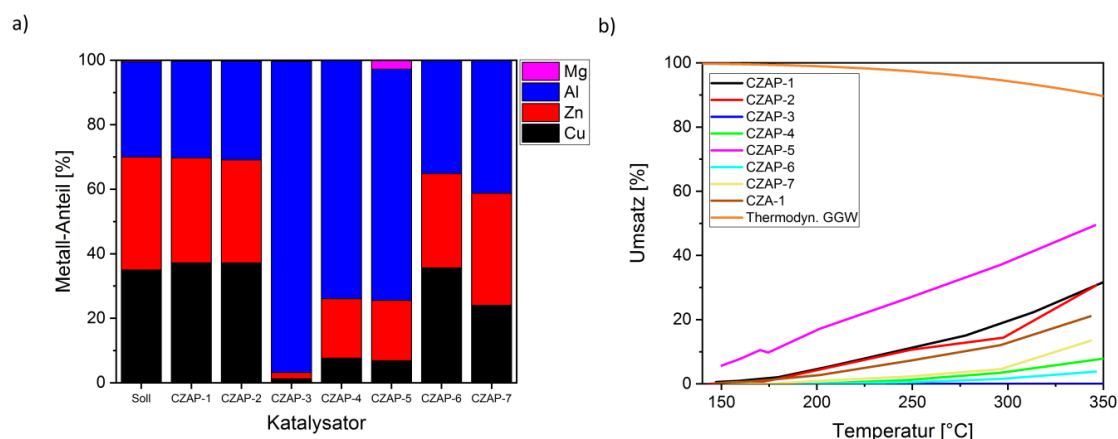 a)
100
80
60
40
20
0
Metall-Anteil [%]
Soll CZAP-1 CZAP-2 CZAP-3 CZAP-4 CZAP-5 CZAP-6 CZAP-7
Katalysator
Mg
Al
Zn
Cu
b)
100
80
60
40
20
0
Umsatz [%]
CZAP-1
CZAP-2
CZAP-3
CZAP-4
CZAP-5
CZAP-6
CZAP-7
CZA-1
Thermodyn. GGW
150 200 250 300 350
Temperatur [°C]